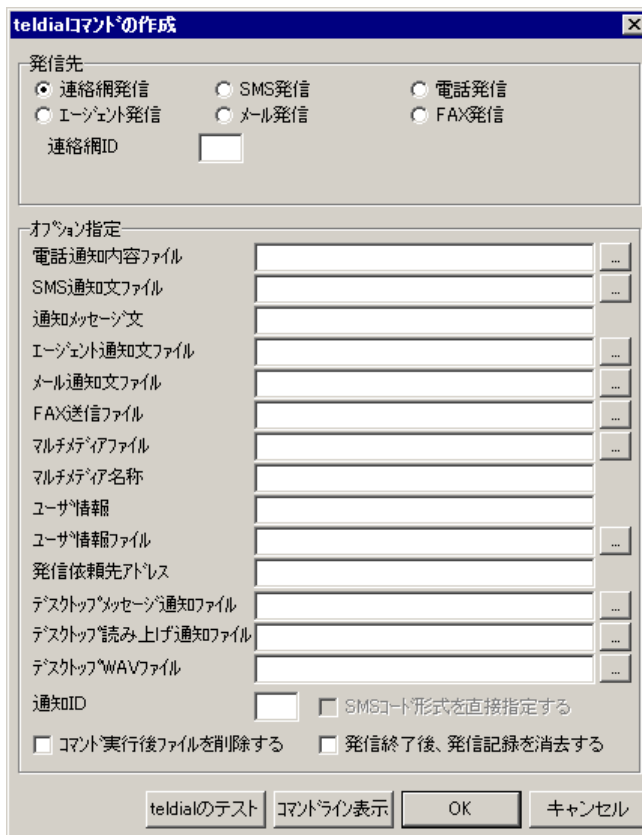 teldialコマンドの作成
発信先
連絡網発信 SMS発信 電話発信
エージェント発信 メール発信 FAX発信
連絡網ID
オプション指定
電話通知内容ファイル ...
SMS通知文ファイル ...
通知メッセージ文
エージェント通知文ファイル ...
メール通知文ファイル ...
FAX送信ファイル ...
マルチメディアファイル ...
マルチメディア名称
ユーザ情報
ユーザ情報ファイル ...
発信依頼先アドレス
デスクトップメッセージ通知ファイル ...
デスクトップ読み上げ通知ファイル ...
デスクトップWAVファイル ...
通知ID SMSコード形式を直接指定する
コマンド実行後ファイルを削除する 発信終了後、発信記録を消去する
teldialのテスト コマンドライン表示 OK キャンセル